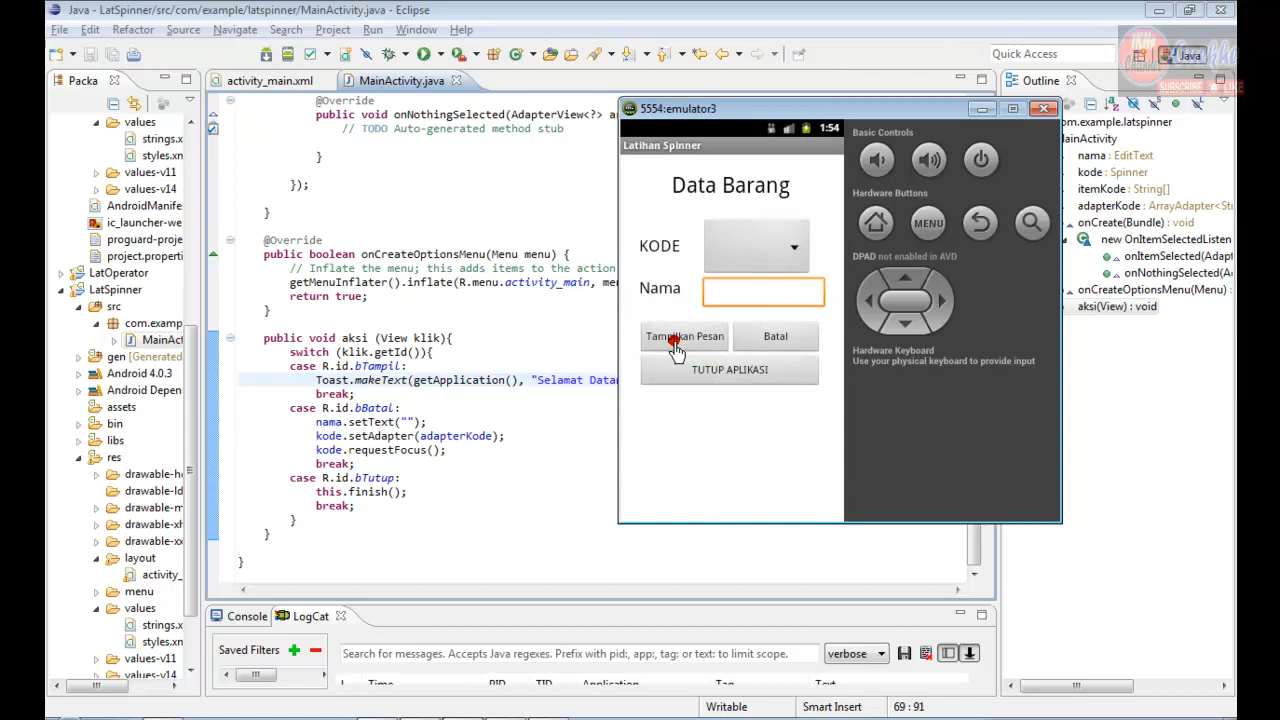 Java - LatSpinner/src/com/example/latspinner/MainActivity.java - Eclipse
File Edit Refactor Source Navigate Search Project Run Window Help
Quick Access
Java
SUBSCRIBE LIKE
Packa
activity_main.xml
MainActivity.java
Outline
values
strings.xn
styles.xn
values-v11
values-v14
AndroidManife
ic_launcher-we
proguard-proje
project.properti
LatOperator
LatSpinner
src
com.examp
MainAct
gen [Generated
Android 4.0.3
Android Depen
assets
bin
libs
res
drawable-ho
drawable-ld
drawable-m
drawable-xh
drawable-xx
layout
activity_
menu
values
strings.xn
styles.xn
values-v11
values-v14
@Override
public void onNothingSelected(AdapterView<?> ar
// TODO Auto-generated method stub
}
});
}
@Override
public boolean onCreateOptionsMenu(Menu menu) {
// Inflate the menu; this adds items to the action
getMenuInflater().inflate(R.menu.activity_main, men
return true;
}
public void aksi (View klik){
switch (klik.getId()){
case R.id.bTampil:
Toast.makeText(getApplication(), "Selamat Datan
break;
case R.id.bBatal:
nama.setText("");
kode.setAdapter(adapterKode);
kode.requestFocus();
break;
case R.id.bTutup:
this.finish();
break;
}
}
}
5554:emulator3
1:54
Latihan Spinner
Data Barang
KODE
Nama
Tampilkan Pesan
Batal
TUTUP APLIKASI
Basic Controls
Hardware Buttons
MENU
DPAD not enabled in AVD
Hardware Keyboard
Use your physical keyboard to provide input
com.example.latspinner
MainActivity
nama : EditText
kode : Spinner
itemKode : String[]
adapterKode : ArrayAdapter<Str
onCreate(Bundle) : void
new OnItemSelectedListen
onItemSelected(Adap
onNothingSelected(A
onCreateOptionsMenu(Menu) :
aksi(View) : void
Console
LogCat
Saved Filters
Search for messages. Accepts Java regexes. Prefix with pid:, app:, tag: or text: to limit scope.
verbose
L Time PID TID Application Tag Text
Writable
Smart Insert
69 : 91